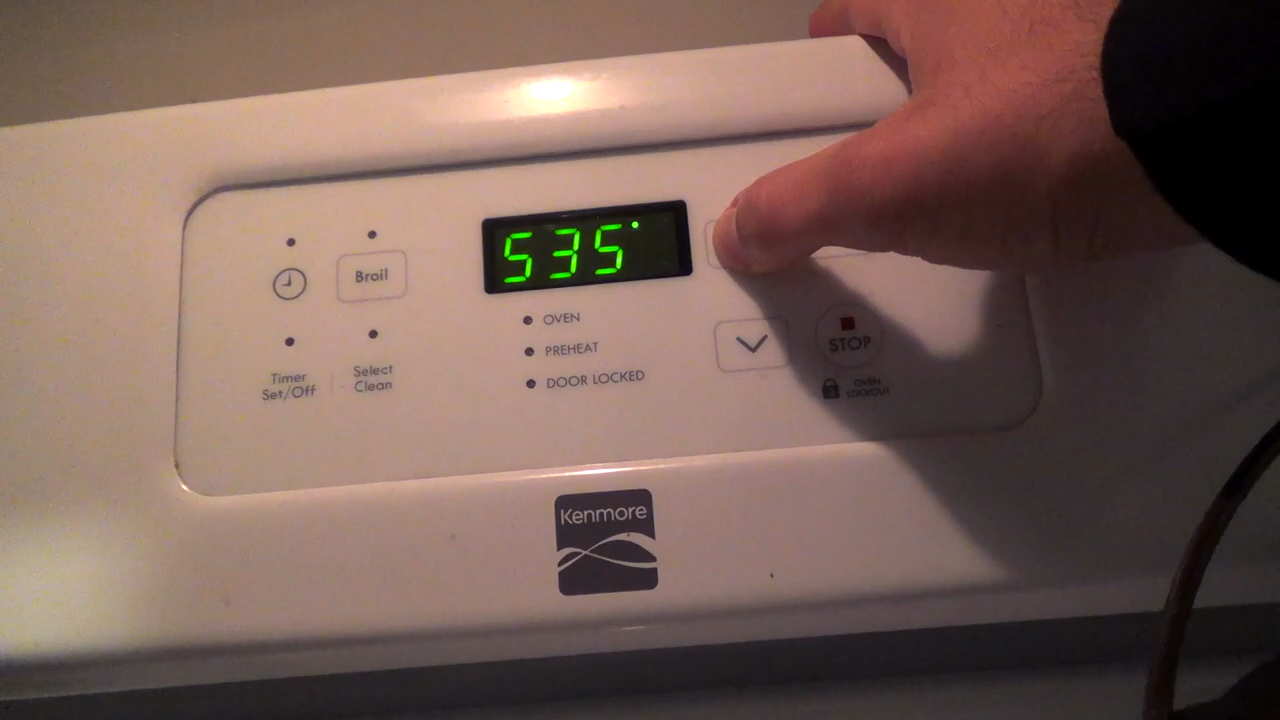 535°
Broil
OVEN
PREHEAT
DOOR LOCKED
Timer
Set/Off
Select
Clean
STOP
OVEN
LOCKOUT
Kenmore